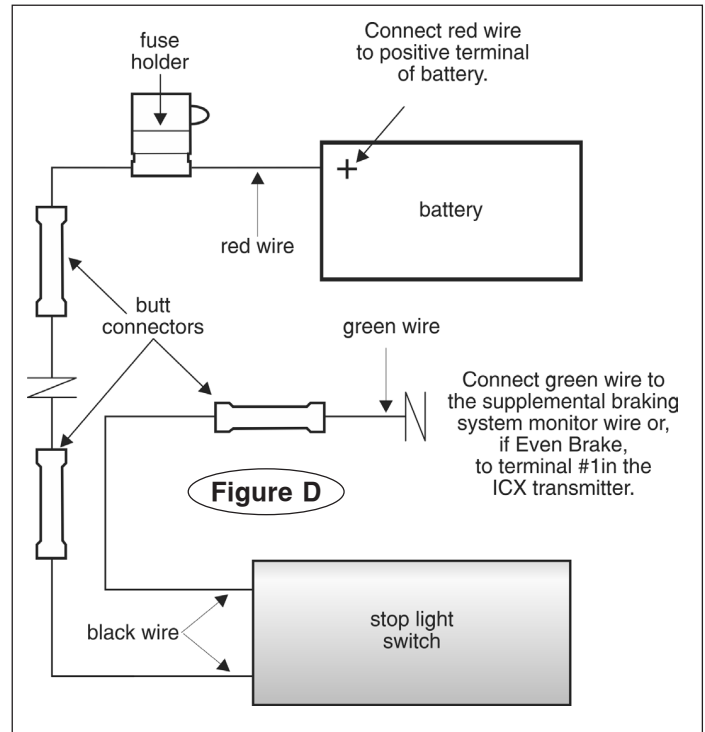 fuse
holder
Connect red wire
to positive terminal
of battery.
+
battery
red wire
butt
connectors
green wire
Connect green wire to
the supplemental braking
system monitor wire or,
if Even Brake,
to terminal #1in the
ICX transmitter.
Figure D
stop light
switch
black wire